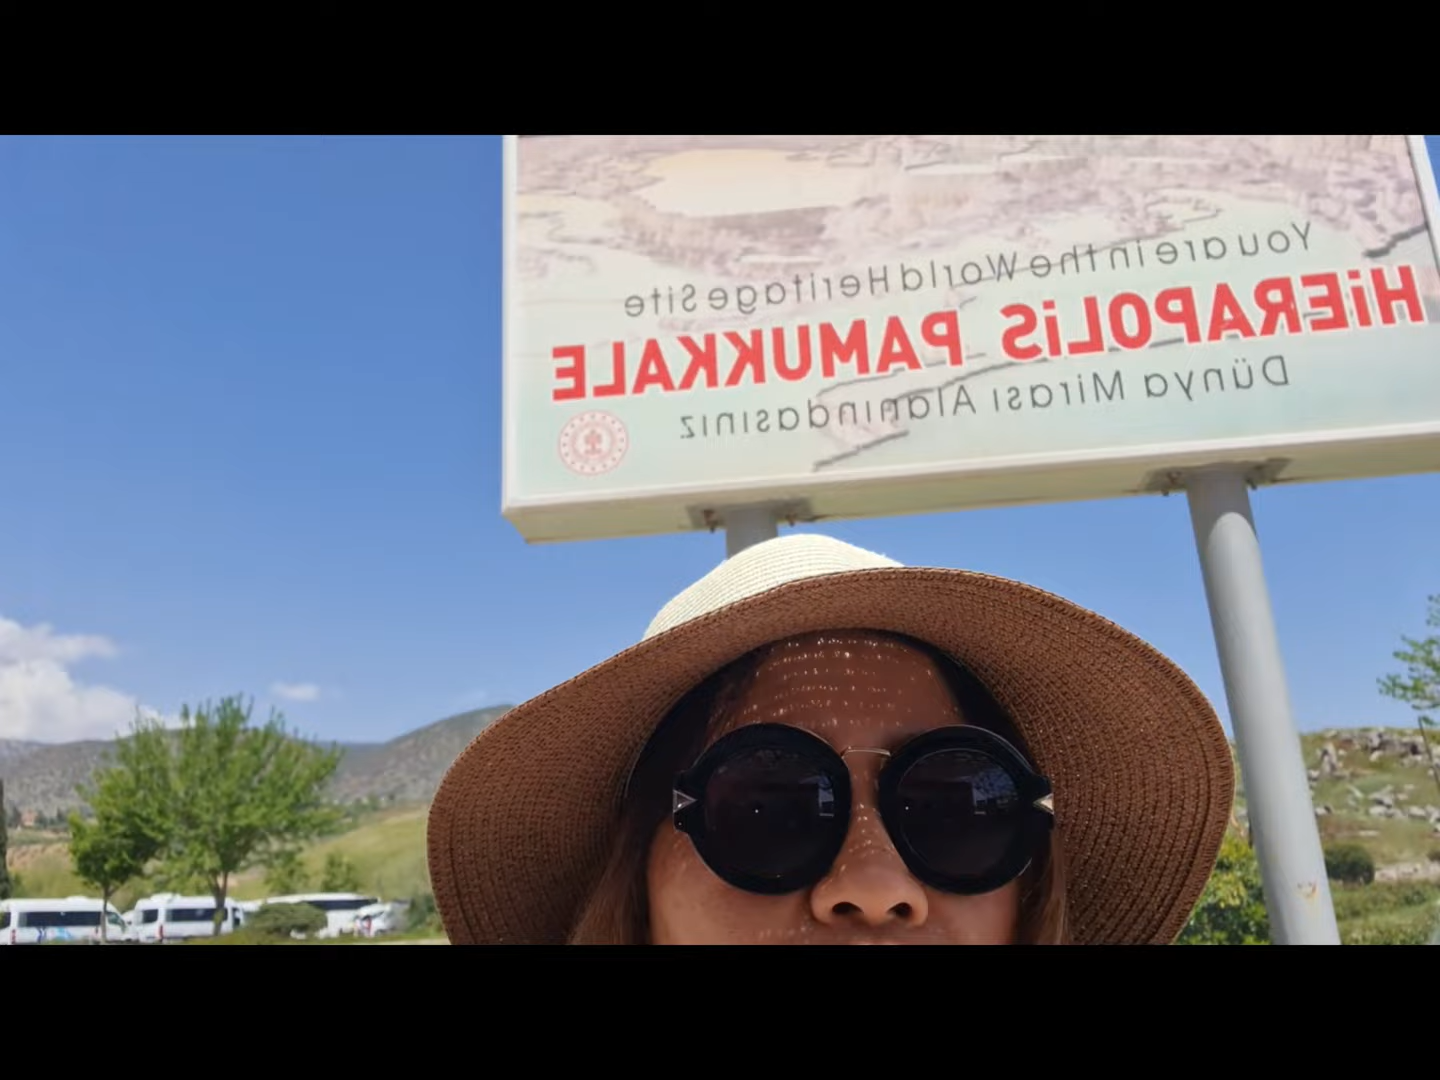 You are in the World Heritage Site
HiERAPOLiS PAMUKKALE
Dünya Mirası Alanındasınız